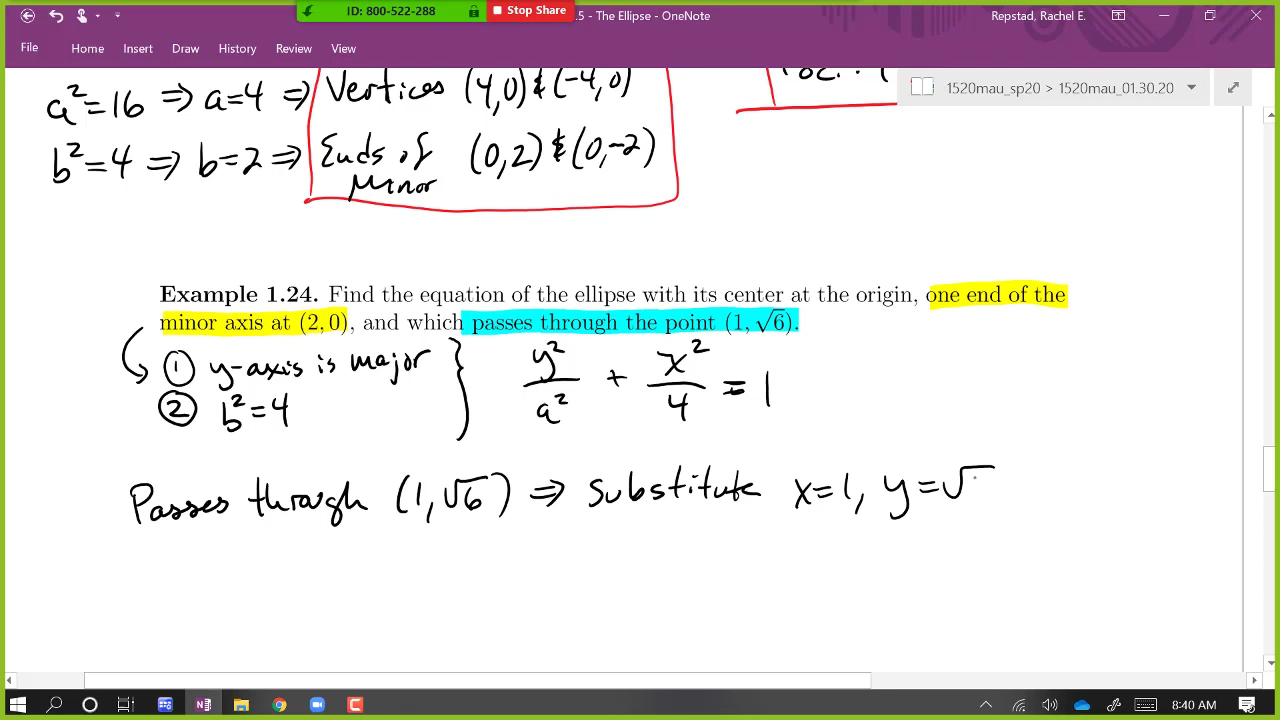 ID: 800-522-288 Stop Share
.5 - The Ellipse - OneNote
Repstad, Rachel E.
File Home Insert Draw History Review View
1520mau_sp20 > 1520mau_01.30.20
a²=16 ⇒ a=4 ⇒ Vertices (4,0) & (-4,0)
b²=4 ⇒ b=2 ⇒ Ends of Minor (0,2) & (0,-2)
Example 1.24. Find the equation of the ellipse with its center at the origin, one end of the
minor axis at (2, 0), and which passes through the point (1, √6).
① y-axis is major
② b²=4
y²/a² + x²/4 = 1
Passes through (1,√6) ⇒ Substitute x=1, y=√
8:40 AM